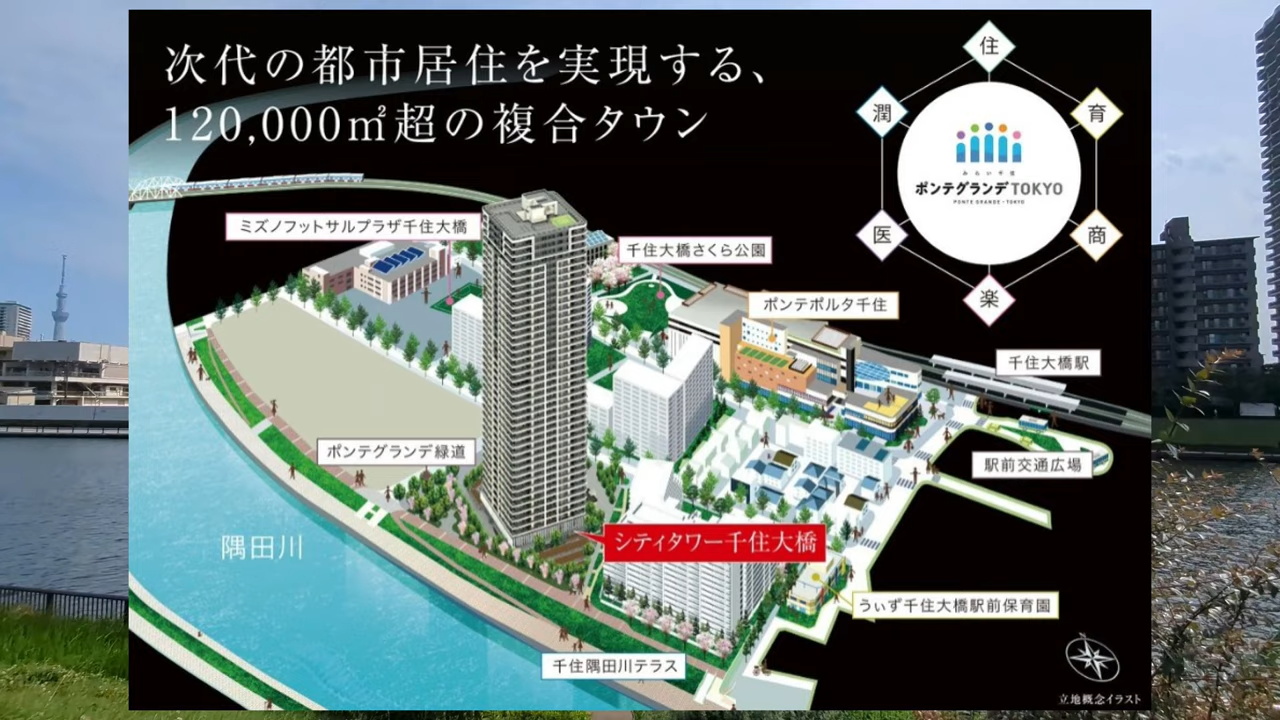 次代の都市居住を実現する、
120,000㎡超の複合タウン
住
潤
育
みらい千住
ポンテグランデTOKYO
PONTE GRANDE・TOKYO
医
商
楽
ミズノフットサルプラザ千住大橋
千住大橋さくら公園
ポンテポルタ千住
千住大橋駅
ポンテグランデ緑道
駅前交通広場
隅田川
シティタワー千住大橋
うぃず千住大橋駅前保育園
千住隅田川テラス
N
立地概念イラスト